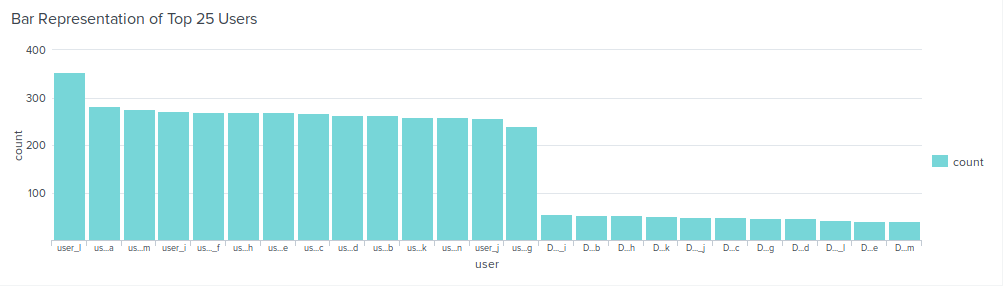 Bar Representation of Top 25 Users
400
300
200
100
count
user_l us...a us...m user_i us..._f us...h us...e us...c us...d us...b us...k us...n user_j us...g D..._i D...b D...h D...k D..._j D...c D...g D...d D..._l D...e D...m
user
count